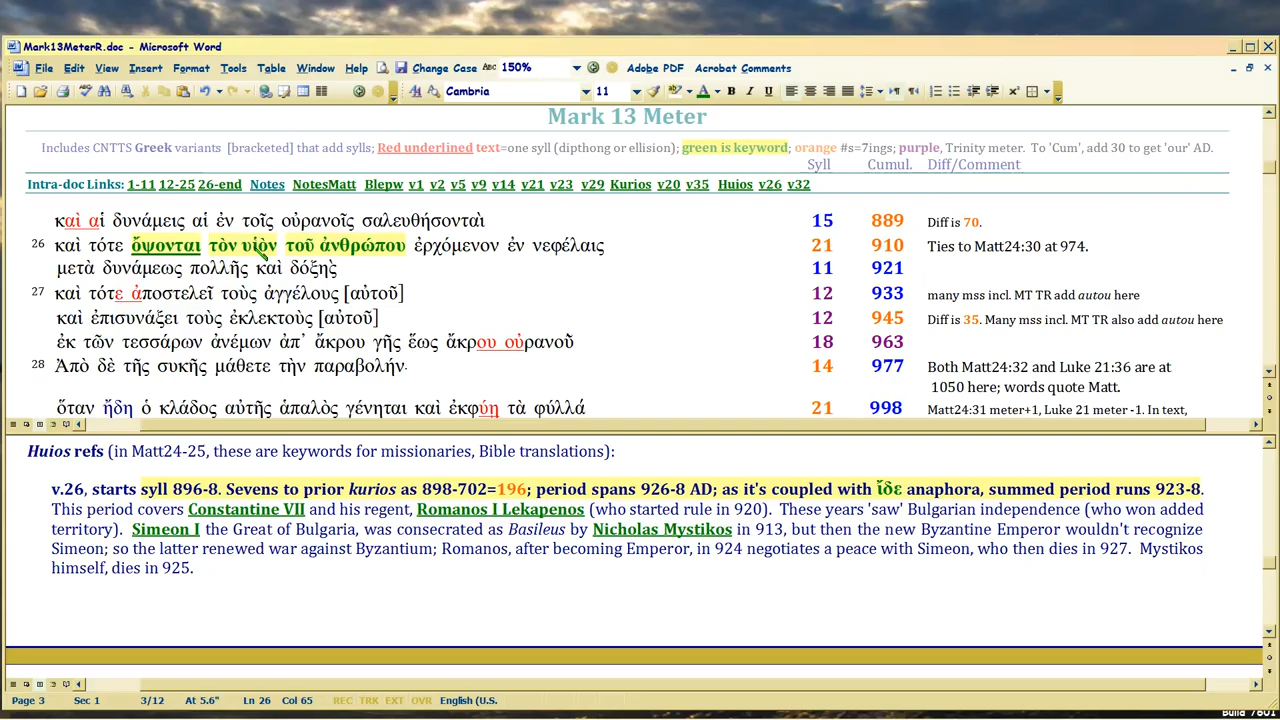 Mark13MeterR.doc - Microsoft Word
File Edit View Insert Format Tools Table Window Help Change Case ABC 150% Adobe PDF Acrobat Comments
Cambria 11 B I U
Mark 13 Meter
Includes CNTTS Greek variants [bracketed] that add sylls; Red underlined text=one syll (dipthong or ellision); green is keyword; orange #s=7ings; purple, Trinity meter. To 'Cum', add 30 to get 'our' AD.
Syll Cumul. Diff/Comment
Intra-doc Links: 1-11 12-25 26-end Notes NotesMatt Blepw v1 v2 v5 v9 v14 v21 v23 v29 Kurios v20 v35 Huios v26 v32
καὶ αἱ δυνάμεις αἱ ἐν τοῖς οὐρανοῖς σαλευθήσονταὶ 15 889 Diff is 70.
26 καὶ τότε ὄψονται τὸν υἱὸν τοῦ ἀνθρώπου ἐρχόμενον ἐν νεφέλαις 21 910 Ties to Matt24:30 at 974.
μετὰ δυνάμεως πολλῆς καὶ δόξης 11 921
27 καὶ τότε ἀποστελεῖ τοὺς ἀγγέλους [αὐτοῦ] 12 933 many mss incl. MT TR add autou here
καὶ ἐπισυνάξει τοὺς ἐκλεκτοὺς [αὐτοῦ] 12 945 Diff is 35. Many mss incl. MT TR also add autou here
ἐκ τῶν τεσσάρων ἀνέμων ἀπ᾽ ἄκρου γῆς ἕως ἄκρου οὐρανοῦ 18 963
28 Ἀπὸ δὲ τῆς συκῆς μάθετε τὴν παραβολήν· 14 977 Both Matt24:32 and Luke 21:36 are at
1050 here; words quote Matt.
ὅταν ἤδη ὁ κλάδος αὐτῆς ἁπαλὸς γένηται καὶ ἐκφύῃ τὰ φύλλά 21 998 Matt24:31 meter+1, Luke 21 meter -1. In text,
Huios refs (in Matt24-25, these are keywords for missionaries, Bible translations):
v.26, starts syll 896-8. Sevens to prior kurios as 898-702=196; period spans 926-8 AD; as it's coupled with ἴδε anaphora, summed period runs 923-8.
This period covers Constantine VII and his regent, Romanos I Lekapenos (who started rule in 920). These years 'saw' Bulgarian independence (who won added
territory). Simeon I the Great of Bulgaria, was consecrated as Basileus by Nicholas Mystikos in 913, but then the new Byzantine Emperor wouldn't recognize
Simeon; so the latter renewed war against Byzantium; Romanos, after becoming Emperor, in 924 negotiates a peace with Simeon, who then dies in 927. Mystikos
himself, dies in 925.
Page 3 Sec 1 3/12 At 5.6" Ln 26 Col 65 REC TRK EXT OVR English (U.S.
Build 7601